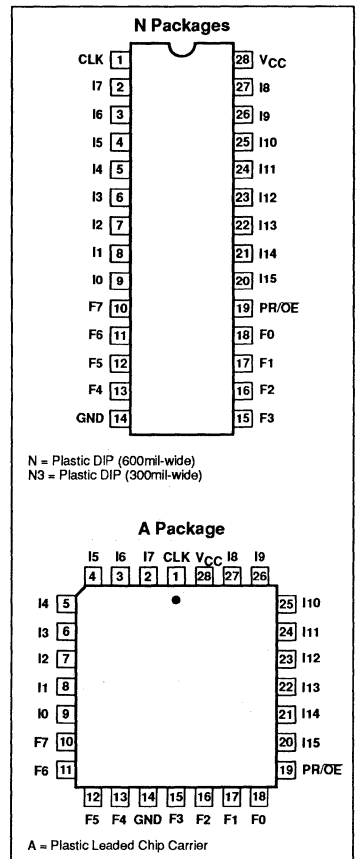 N Packages
CLK 1 28 VCC
I7 2 27 I8
I6 3 26 I9
I5 4 25 I10
I4 5 24 I11
I3 6 23 I12
I2 7 22 I13
I1 8 21 I14
I0 9 20 I15
F7 10 19 PR/OE
F6 11 18 F0
F5 12 17 F1
F4 13 16 F2
GND 14 15 F3
N = Plastic DIP (600mil-wide)
N3 = Plastic DIP (300mil-wide)
A Package
I5 I6 I7 CLK VCC I8 I9
4 3 2 1 28 27 26
I4 5 25 I10
I3 6 24 I11
I2 7 23 I12
I1 8 22 I13
I0 9 21 I14
F7 10 20 I15
F6 11 19 PR/OE
12 13 14 15 16 17 18
F5 F4 GND F3 F2 F1 F0
A = Plastic Leaded Chip Carrier